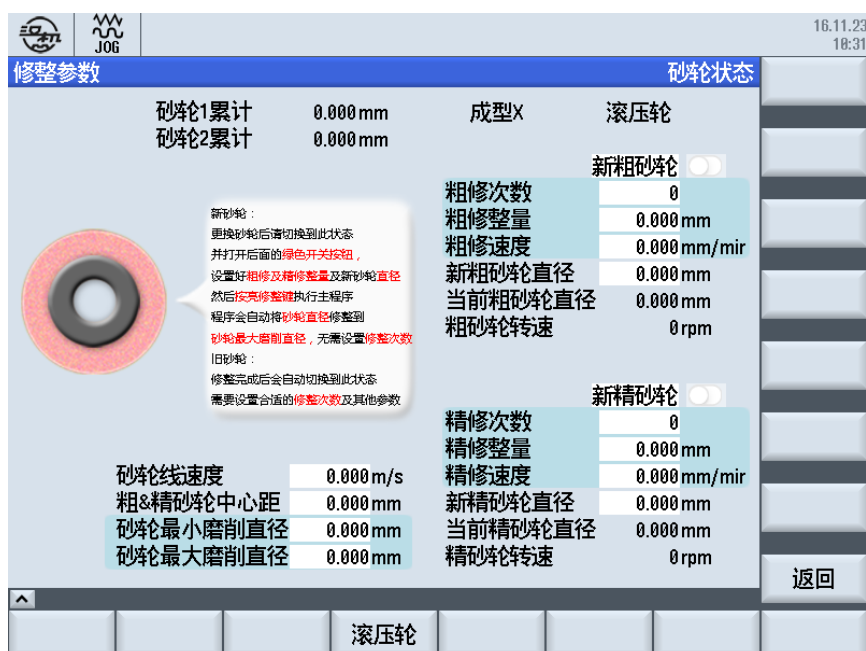 汉机
JOG
16.11.23
10:31
修整参数
砂轮状态
砂轮1累计 0.000mm 成型X 滚压轮
砂轮2累计 0.000mm
新粗砂轮
粗修次数 0
粗修整量 0.000mm
粗修速度 0.000mm/mir
新粗砂轮直径 0.000mm
当前粗砂轮直径 0.000mm
粗砂轮转速 0rpm
新砂轮：
更换砂轮后请切换到此状态
并打开后面的绿色开关按钮，
设置好粗修及精修整量及新砂轮直径
然后按亮修整键执行主程序
程序会自动将砂轮直径修整到
砂轮最大磨削直径，无需设置修整次数
旧砂轮：
修整完成后会自动切换到此状态
需要设置合适的修整次数及其他参数
新精砂轮
精修次数 0
精修整量 0.000mm
精修速度 0.000mm/mir
新精砂轮直径 0.000mm
当前精砂轮直径 0.000mm
精砂轮转速 0rpm
砂轮线速度 0.000m/s
粗&精砂轮中心距 0.000mm
砂轮最小磨削直径 0.000mm
砂轮最大磨削直径 0.000mm
返回
滚压轮